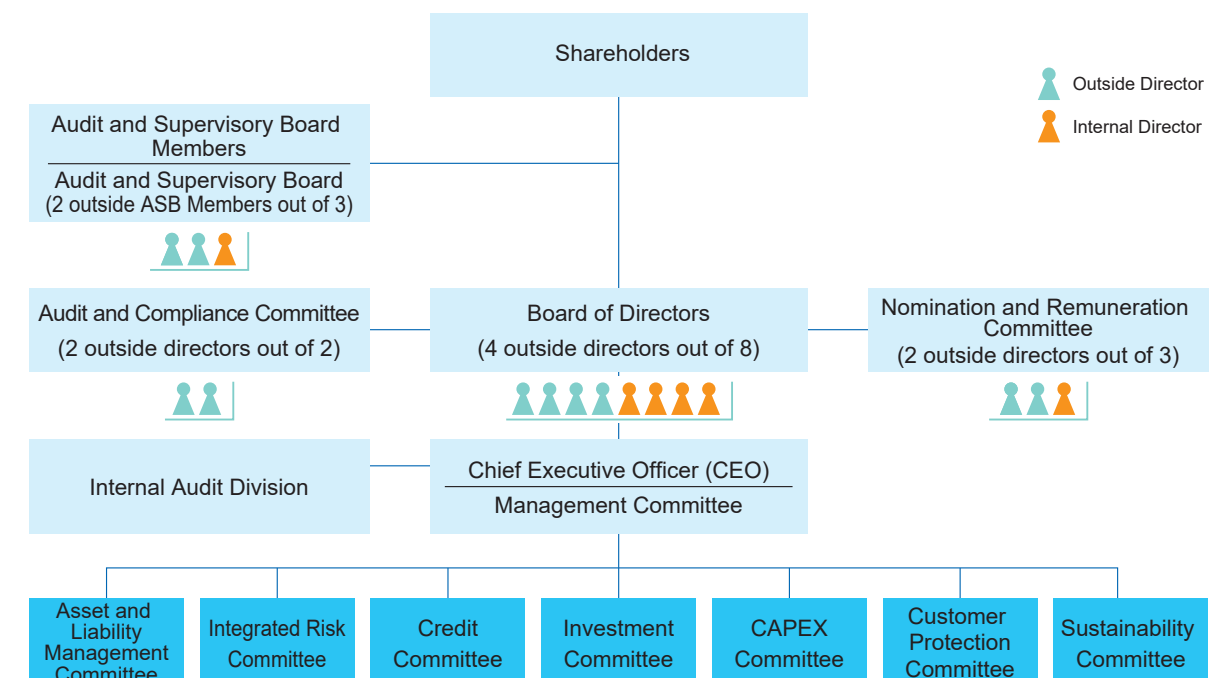 Shareholders
Outside Director
Internal Director
Audit and Supervisory Board
Members
Audit and Supervisory Board
(2 outside ASB Members out of 3)
Audit and Compliance Committee
(2 outside directors out of 2)
Board of Directors
(4 outside directors out of 8)
Nomination and Remuneration
Committee
(2 outside directors out of 3)
Internal Audit Division
Chief Executive Officer (CEO)
Management Committee
Asset and
Liability
Management
Committee
Integrated Risk
Committee
Credit
Committee
Investment
Committee
CAPEX
Committee
Customer
Protection
Committee
Sustainability
Committee